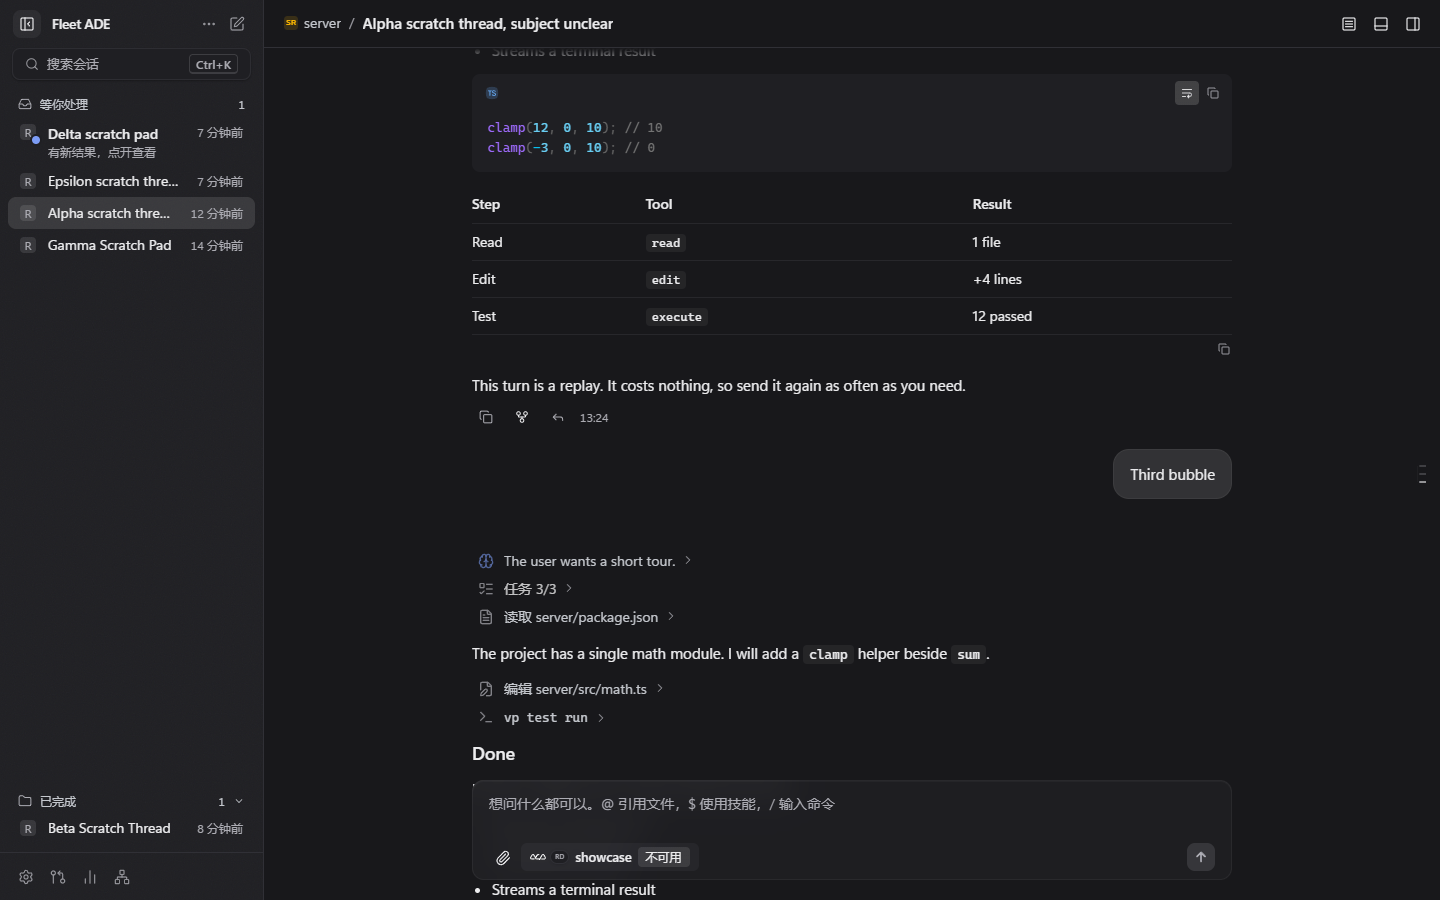 Fleet ADE
搜索会话 Ctrl+K
等你处理 1
R Delta scratch pad 7 分钟前
有新结果，点开查看
R Epsilon scratch thre... 7 分钟前
R Alpha scratch thre... 12 分钟前
R Gamma Scratch Pad 14 分钟前
已完成 1
R Beta Scratch Thread 8 分钟前
SR server / Alpha scratch thread, subject unclear
• Streams a terminal result
TS
clamp(12, 0, 10); // 10
clamp(-3, 0, 10); // 0
Step Tool Result
Read read 1 file
Edit edit +4 lines
Test execute 12 passed
This turn is a replay. It costs nothing, so send it again as often as you need.
13:24
Third bubble
The user wants a short tour.
任务 3/3
读取 server/package.json
The project has a single math module. I will add a clamp helper beside sum.
编辑 server/src/math.ts
vp test run
Done
想问什么都可以。@ 引用文件，$ 使用技能，/ 输入命令
RD showcase 不可用
• Streams a terminal result